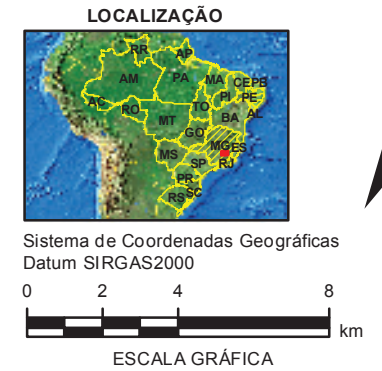 LOCALIZAÇÃO
RR AP
AM PA MA CE PB
PI PE
AC RO TO AL
MT BA
GO
MG ES
MS SP RJ
PR
SC
RS
Sistema de Coordenadas Geográficas
Datum SIRGAS2000
0 2 4 8
km
ESCALA GRÁFICA